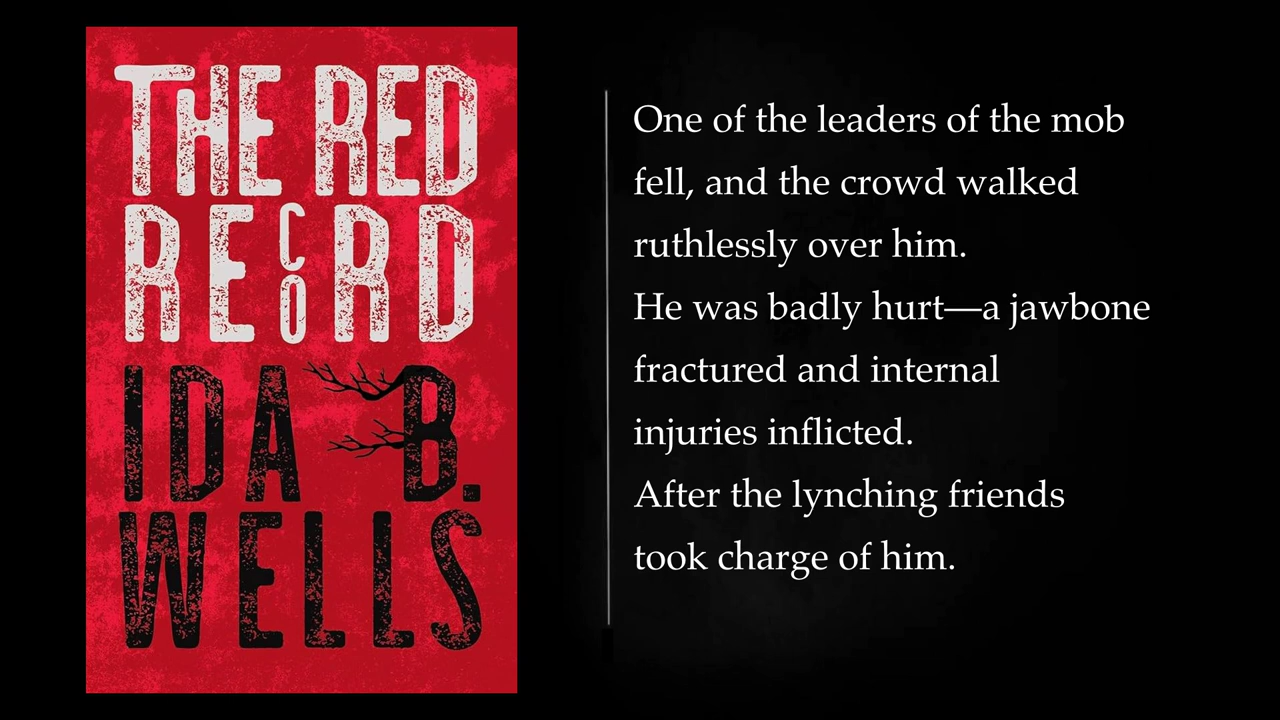 THE RED
RECORD
IDA B.
WELLS
One of the leaders of the mob
fell, and the crowd walked
ruthlessly over him.
He was badly hurt—a jawbone
fractured and internal
injuries inflicted.
After the lynching friends
took charge of him.